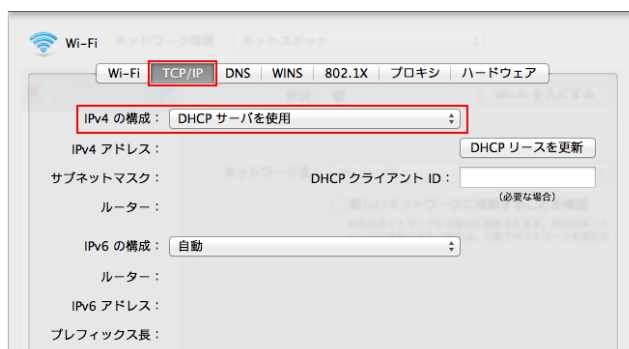 Wi-Fi
Wi-Fi TCP/IP DNS WINS 802.1X プロキシ ハードウェア
IPv4 の構成： DHCP サーバを使用
IPv4 アドレス： DHCP リースを更新
サブネットマスク： DHCP クライアント ID：
ルーター： （必要な場合）
IPv6 の構成： 自動
ルーター：
IPv6 アドレス：
プレフィックス長：